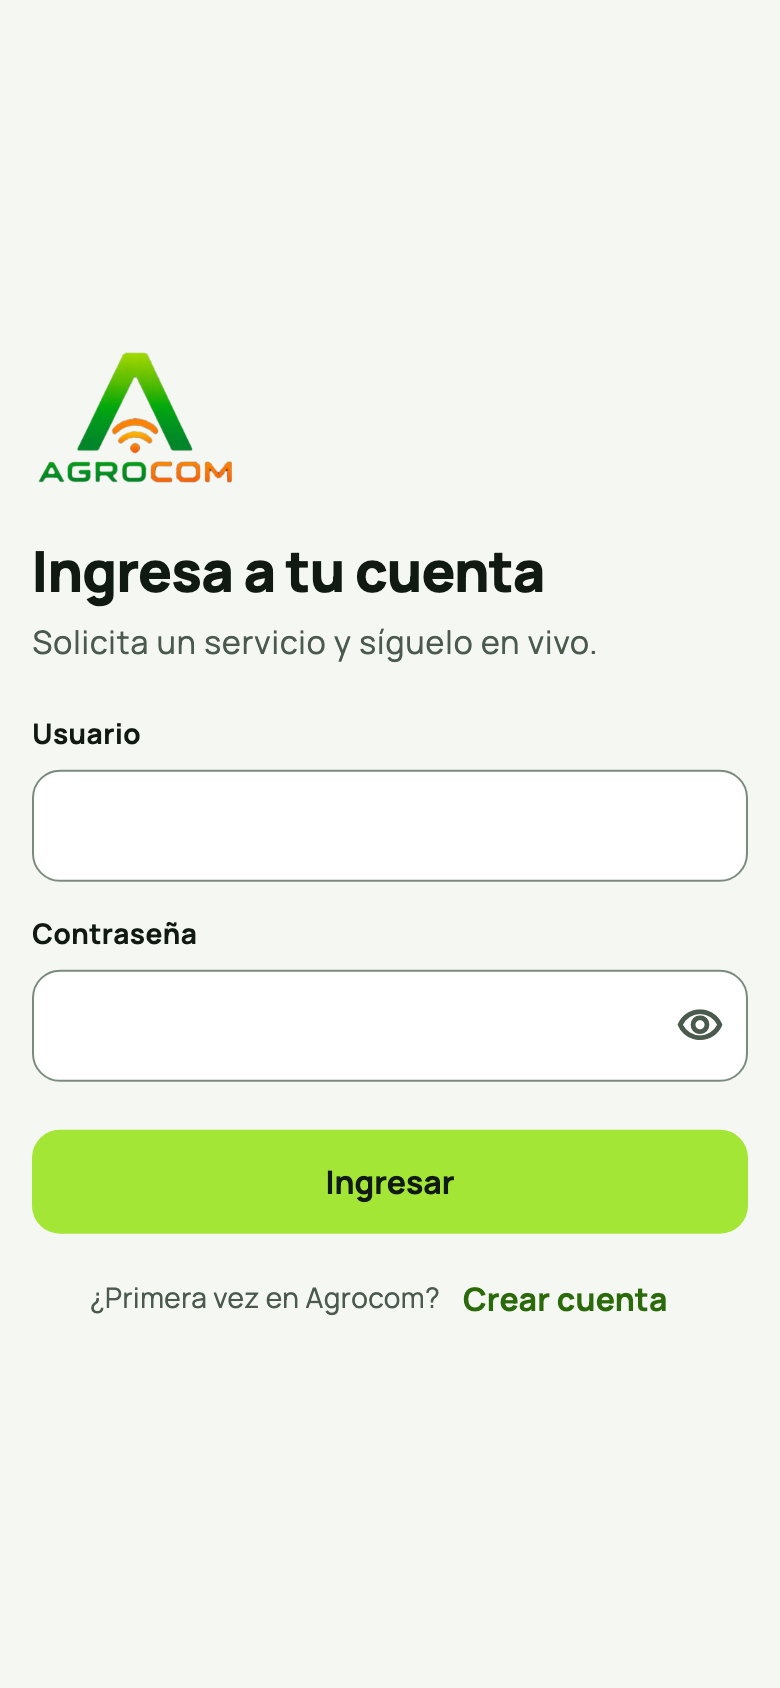 AGROCOM
Ingresa a tu cuenta
Solicita un servicio y síguelo en vivo.
Usuario
Contraseña
Ingresar
¿Primera vez en Agrocom? Crear cuenta